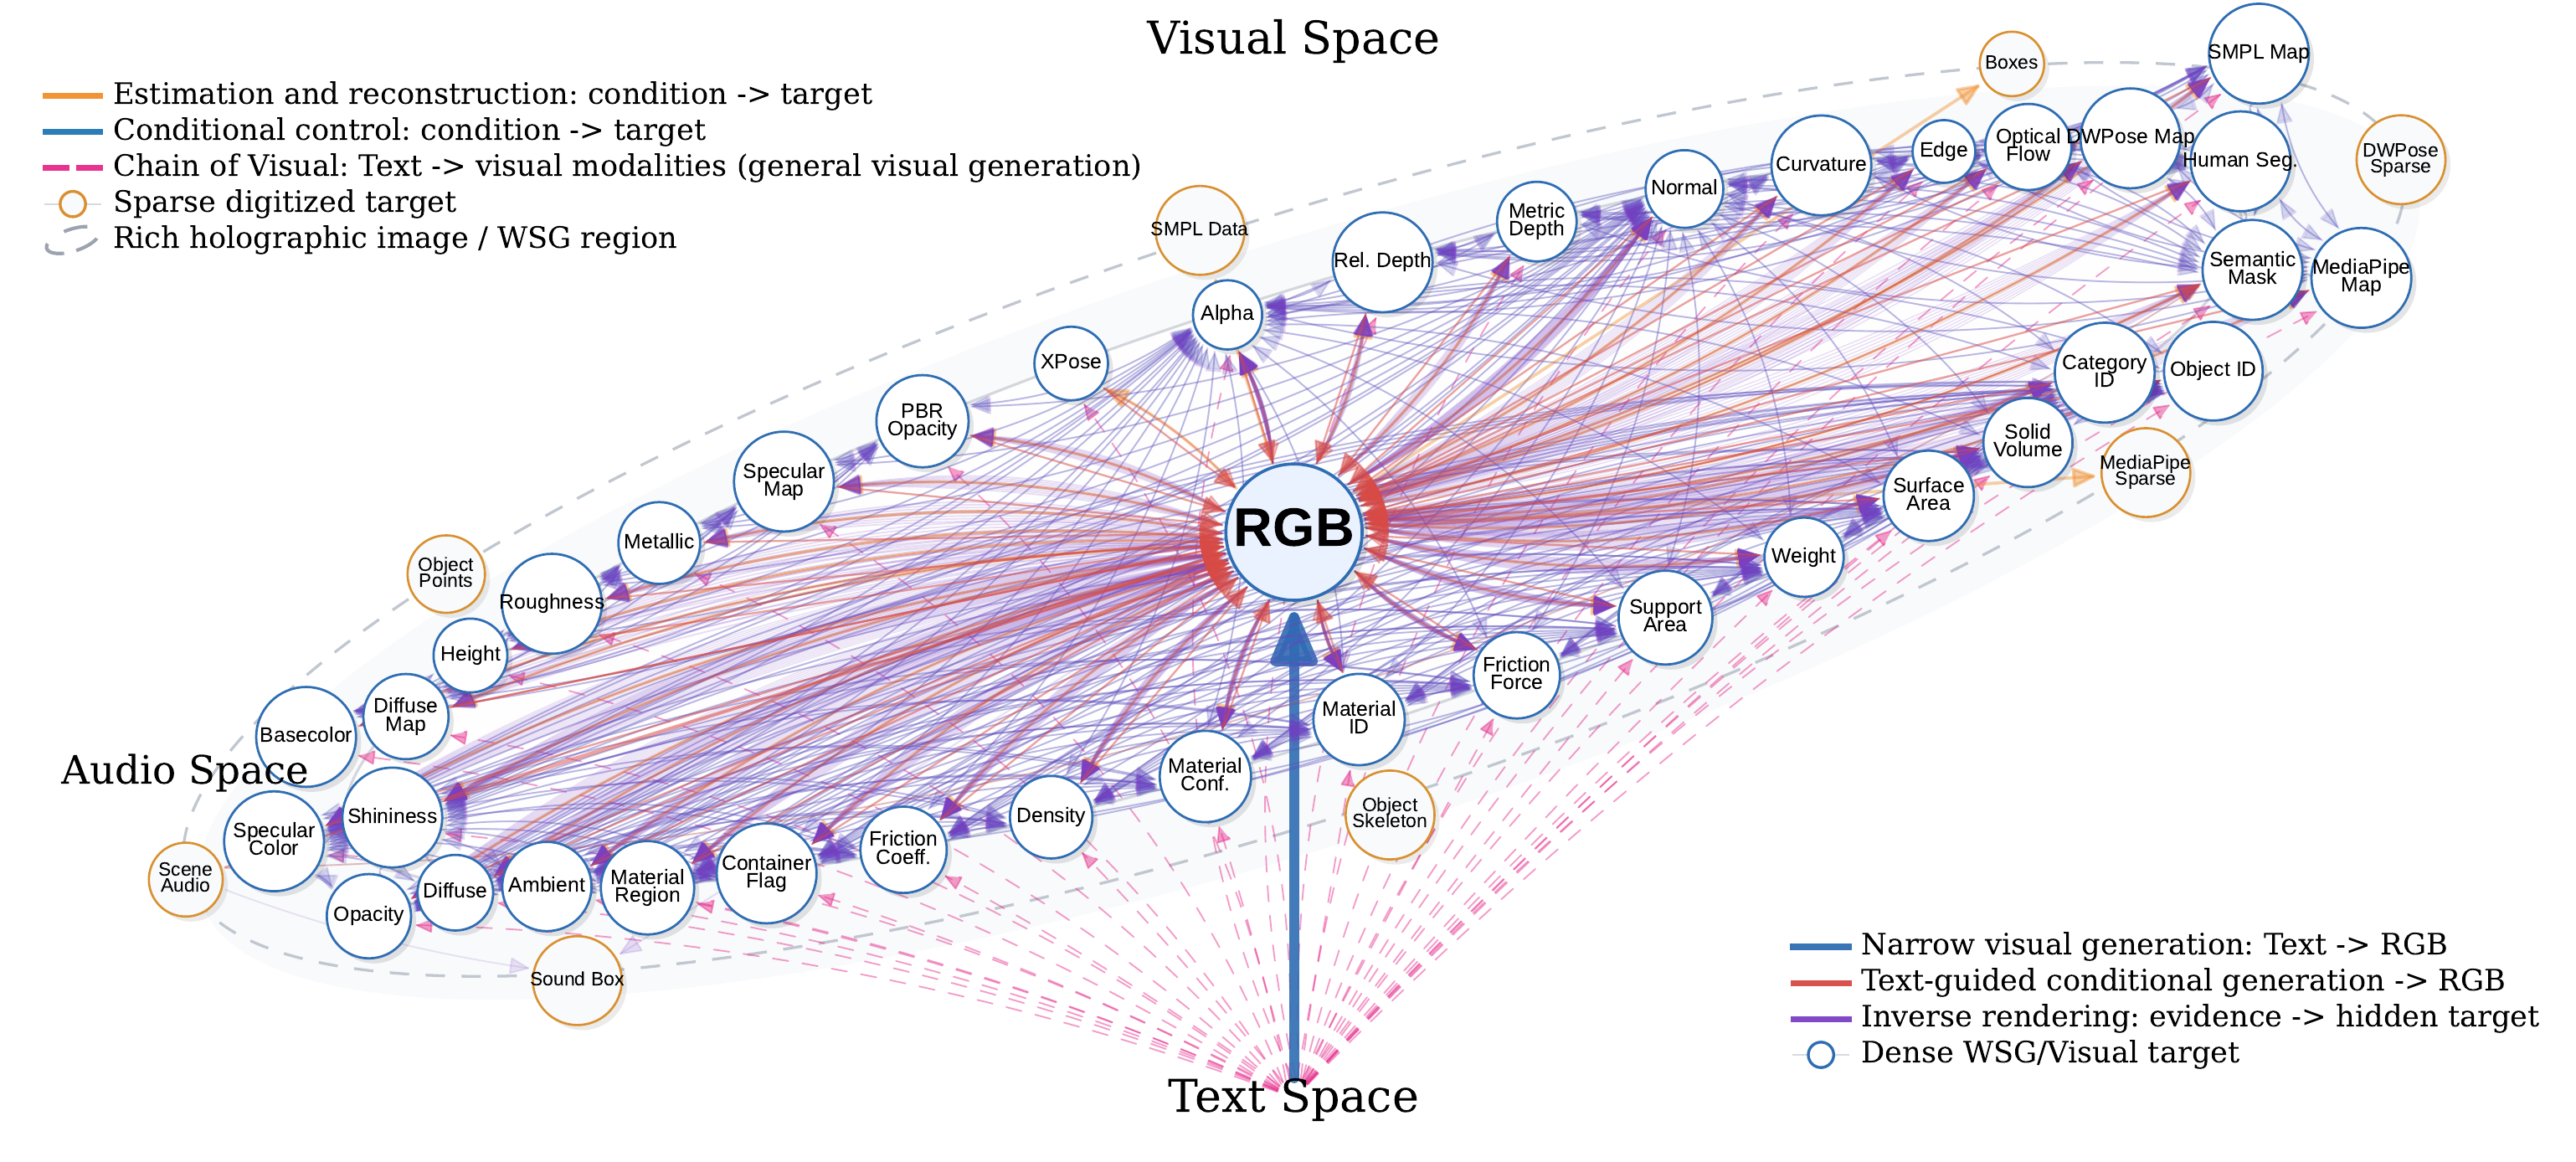 Visual Space
Estimation and reconstruction: condition -> target
Conditional control: condition -> target
Chain of Visual: Text -> visual modalities (general visual generation)
Sparse digitized target
Rich holographic image / WSG region
SMPL Map
Boxes
DWPose
Sparse
Optical
Flow
DWPose Map
Human Seg.
Edge
Curvature
Normal
Metric
Depth
SMPL Data
Rel. Depth
Semantic
Mask
MediaPipe
Map
Alpha
XPose
Category
ID
Object ID
PBR
Opacity
Solid
Volume
MediaPipe
Sparse
Specular
Map
Surface
Area
RGB
Metallic
Weight
Object
Points
Roughness
Support
Area
Height
Friction
Force
Diffuse
Map
Basecolor
Material
ID
Audio Space
Material
Conf.
Shininess
Density
Object
Skeleton
Specular
Color
Friction
Coeff.
Scene
Audio
Container
Flag
Material
Region
Ambient
Diffuse
Opacity
Sound Box
Narrow visual generation: Text -> RGB
Text-guided conditional generation -> RGB
Inverse rendering: evidence -> hidden target
Dense WSG/Visual target
Text Space